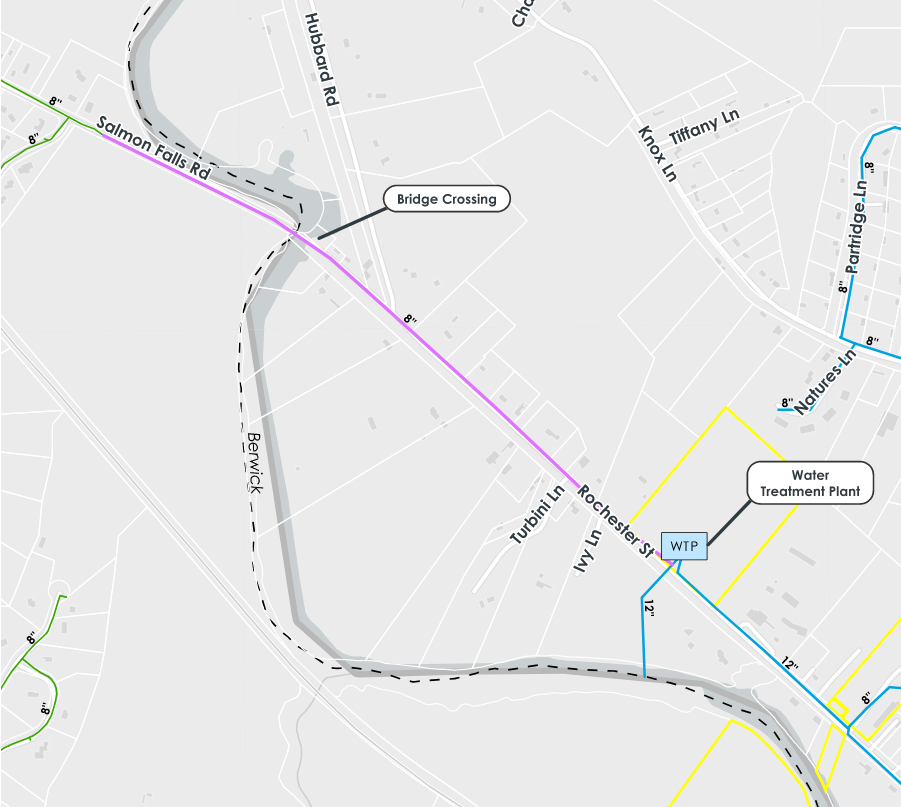 Cha
Hubbard Rd
8"
8"
Salmon Falls Rd
Knox Ln
Tiffany Ln
8"
Partridge Ln
Bridge Crossing
8"
8"
8"
Natures Ln
8"
Berwick
Water
Treatment Plant
Turbini Ln
Rochester St
Ivy Ln
WTP
12"
8"
12"
8"
8"